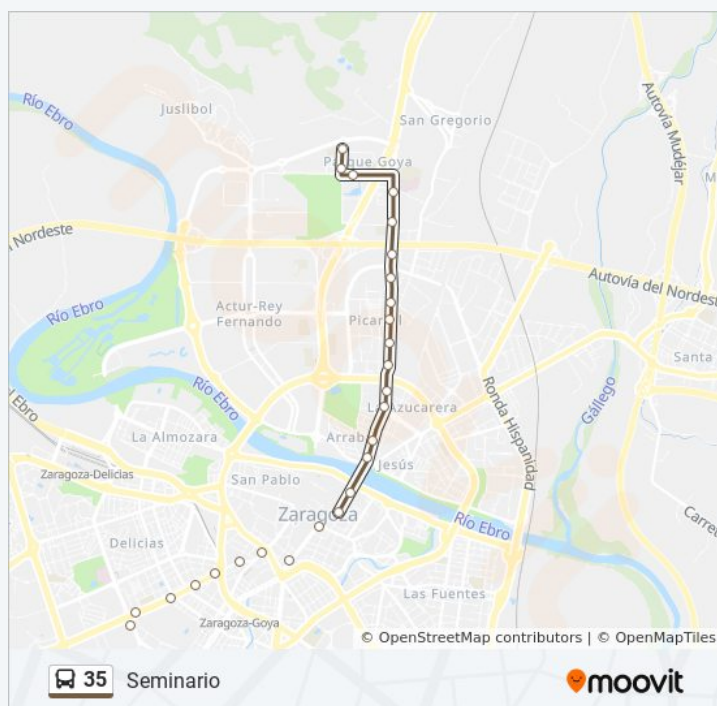 Río Ebro
Juslibol
San Gregorio
Autovía Mudéjar
Parque Goya
M
n Nordeste
Autovía del Nordeste
Río Ebro
Actur-Rey
Fernando
Picarral
Santa
Río Ebro
Ronda Hispanidad
Gállego
el Ebro
La Azucarera
La Almozara
Arrabal
Jesús
Zaragoza-Delicias
San Pablo
Carrete
Zaragoza
Río Ebro
Delicias
Las Fuentes
Zaragoza-Goya
© OpenStreetMap contributors | © OpenMapTiles
35 Seminario
moovit